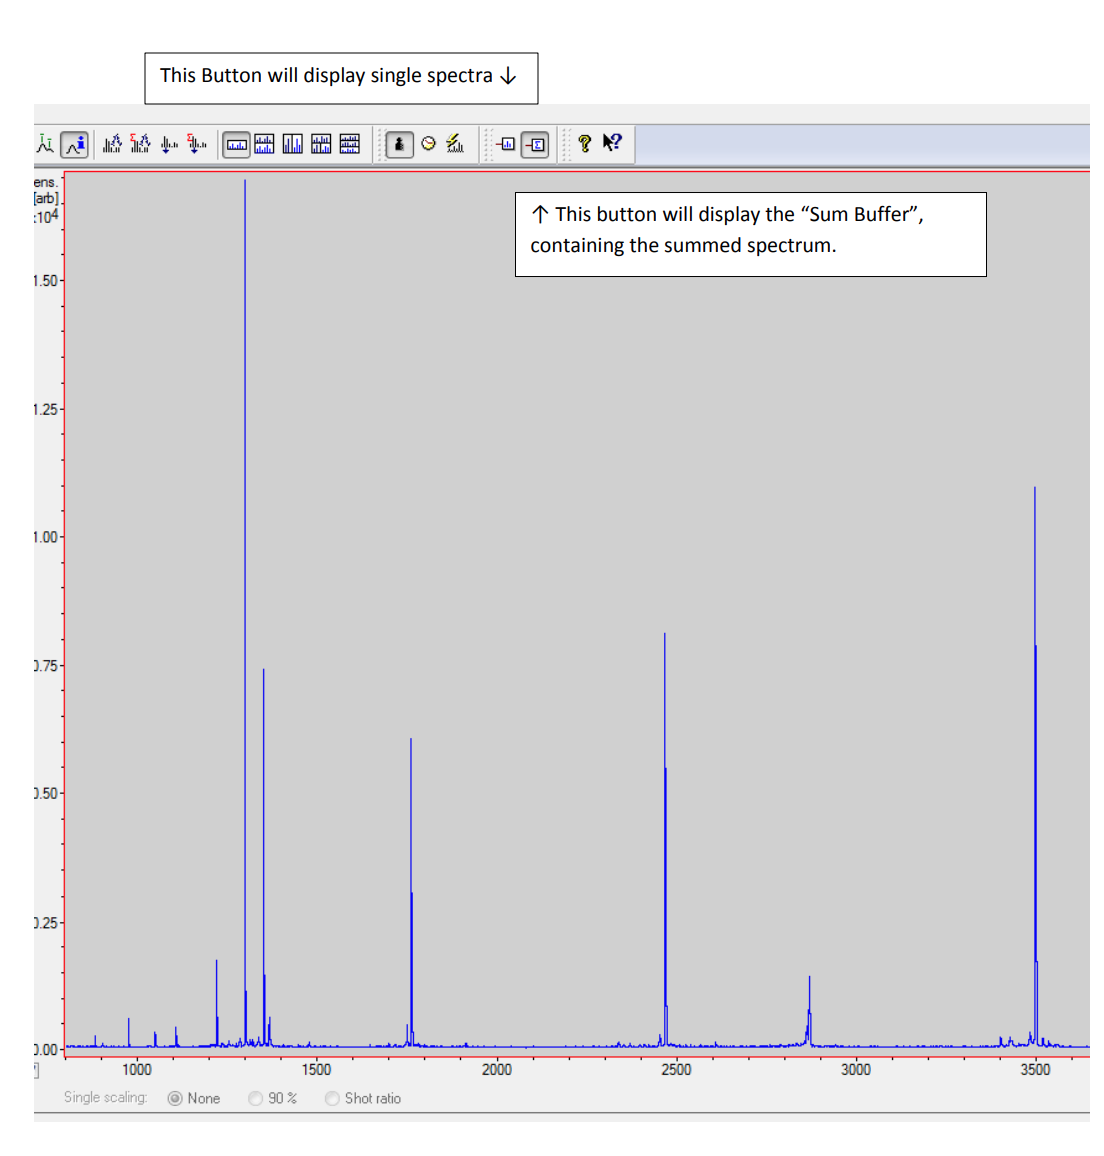 This Button will display single spectra ↓
ens.
[arb]
:10⁴
↑ This button will display the “Sum Buffer”,
containing the summed spectrum.
1.50
1.25
1.00
0.75
0.50
0.25
0.00
1000 1500 2000 2500 3000 3500
Single scaling: None 90 % Shot ratio